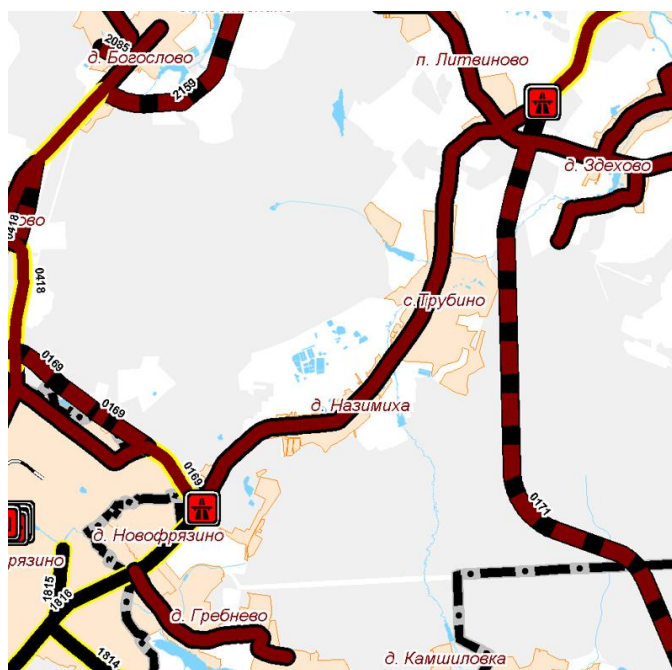 2085
д. Богослово
2159
п. Литвиново
д. Здехово
ово
0418
0418
с.Трубино
0169
0169
д. Назимиха
0169
0171
д. Новофрязино
рязино
1815
1816
д. Гребнево
1814
д. Камшиловка